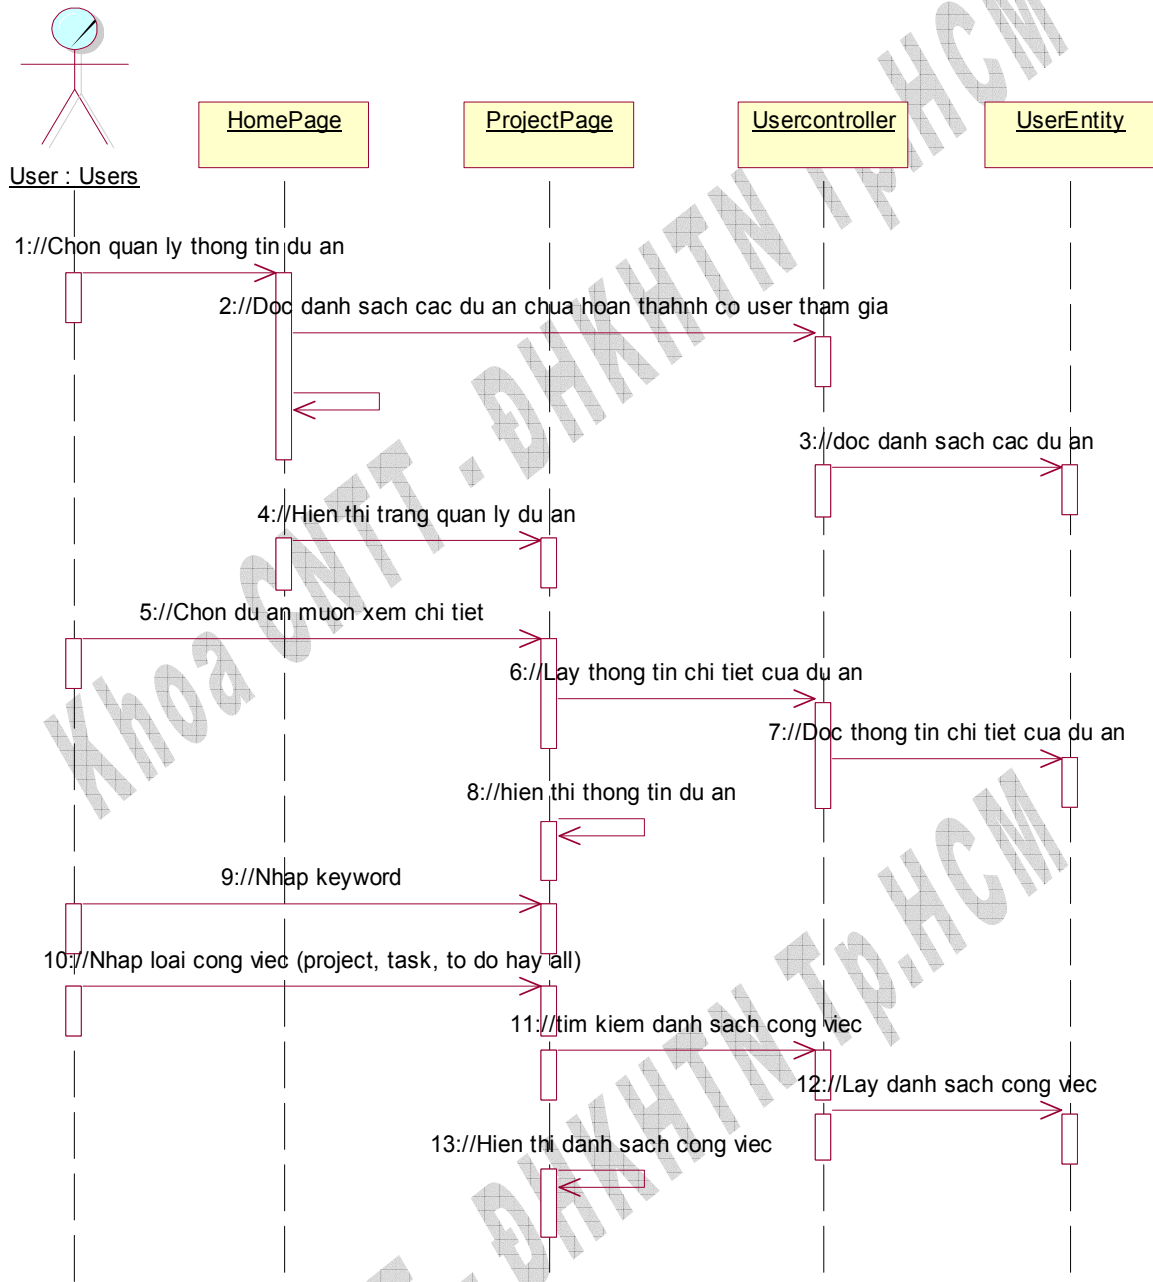 HomePage
ProjectPage
Usercontroller
UserEntity
User : Users
1://Chon quan ly thong tin du an
2://Doc danh sach cac du an chua hoan thahnh co user tham gia
3://doc danh sach cac du an
4://Hien thi trang quan ly du an
5://Chon du an muon xem chi tiet
6://Lay thong tin chi tiet cua du an
7://Doc thong tin chi tiet cua du an
8://hien thi thong tin du an
9://Nhap keyword
10://Nhap loai cong viec (project, task, to do hay all)
11://tim kiem danh sach cong viec
12://Lay danh sach cong viec
13://Hien thi danh sach cong viec
Khoa CNTT - ĐHKHTN Tp.HCM
- ĐHKHTN Tp.HCM